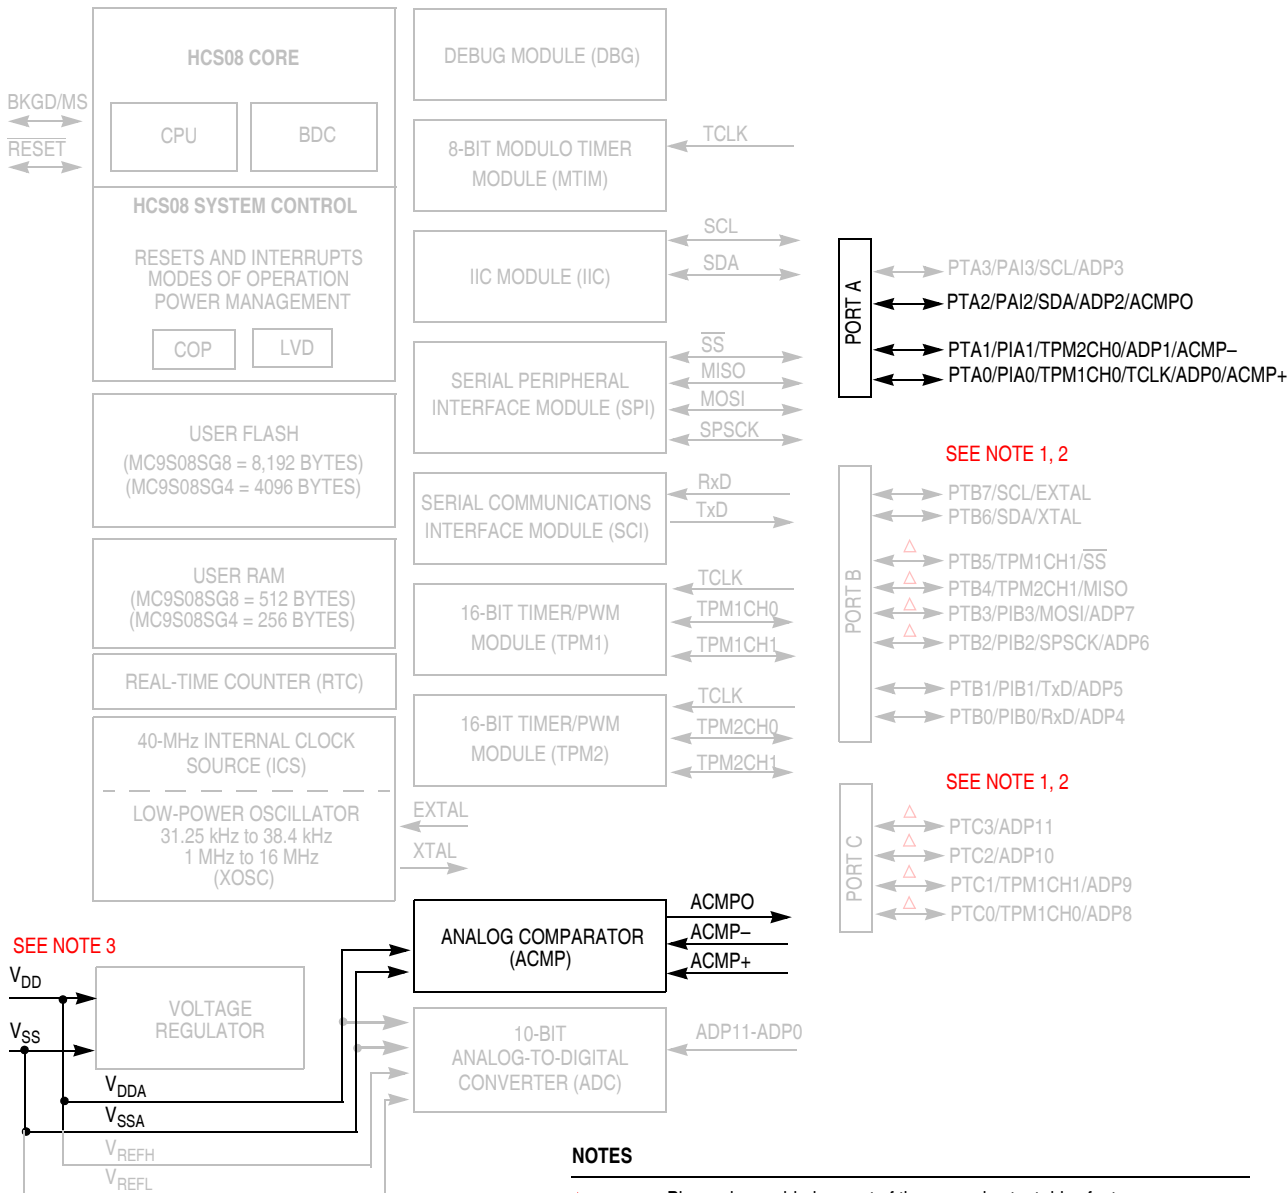 HCS08 CORE
BKGD/MS
RESET
CPU
BDC
HCS08 SYSTEM CONTROL
RESETS AND INTERRUPTS
MODES OF OPERATION
POWER MANAGEMENT
COP
LVD
USER FLASH
(MC9S08SG8 = 8,192 BYTES)
(MC9S08SG4 = 4096 BYTES)
USER RAM
(MC9S08SG8 = 512 BYTES)
(MC9S08SG4 = 256 BYTES)
REAL-TIME COUNTER (RTC)
40-MHz INTERNAL CLOCK
SOURCE (ICS)
LOW-POWER OSCILLATOR
31.25 kHz to 38.4 kHz
1 MHz to 16 MHz
(XOSC)
EXTAL
XTAL
SEE NOTE 3
VDD
VSS
VOLTAGE
REGULATOR
VDDA
VSSA
VREFH
VREFL
DEBUG MODULE (DBG)
8-BIT MODULO TIMER
MODULE (MTIM)
TCLK
IIC MODULE (IIC)
SCL
SDA
SERIAL PERIPHERAL
INTERFACE MODULE (SPI)
SS
MISO
MOSI
SPSCK
SERIAL COMMUNICATIONS
INTERFACE MODULE (SCI)
RxD
TxD
16-BIT TIMER/PWM
MODULE (TPM1)
TCLK
TPM1CH0
TPM1CH1
16-BIT TIMER/PWM
MODULE (TPM2)
TCLK
TPM2CH0
TPM2CH1
ANALOG COMPARATOR
(ACMP)
ACMPO
ACMP–
ACMP+
10-BIT
ANALOG-TO-DIGITAL
CONVERTER (ADC)
ADP11-ADP0
PORT A
PTA3/PAI3/SCL/ADP3
PTA2/PAI2/SDA/ADP2/ACMPO
PTA1/PIA1/TPM2CH0/ADP1/ACMP–
PTA0/PIA0/TPM1CH0/TCLK/ADP0/ACMP+
SEE NOTE 1, 2
PORT B
PTB7/SCL/EXTAL
PTB6/SDA/XTAL
PTB5/TPM1CH1/SS
PTB4/TPM2CH1/MISO
PTB3/PIB3/MOSI/ADP7
PTB2/PIB2/SPSCK/ADP6
PTB1/PIB1/TxD/ADP5
PTB0/PIB0/RxD/ADP4
SEE NOTE 1, 2
PORT C
PTC3/ADP11
PTC2/ADP10
PTC1/TPM1CH1/ADP9
PTC0/TPM1CH0/ADP8
NOTES